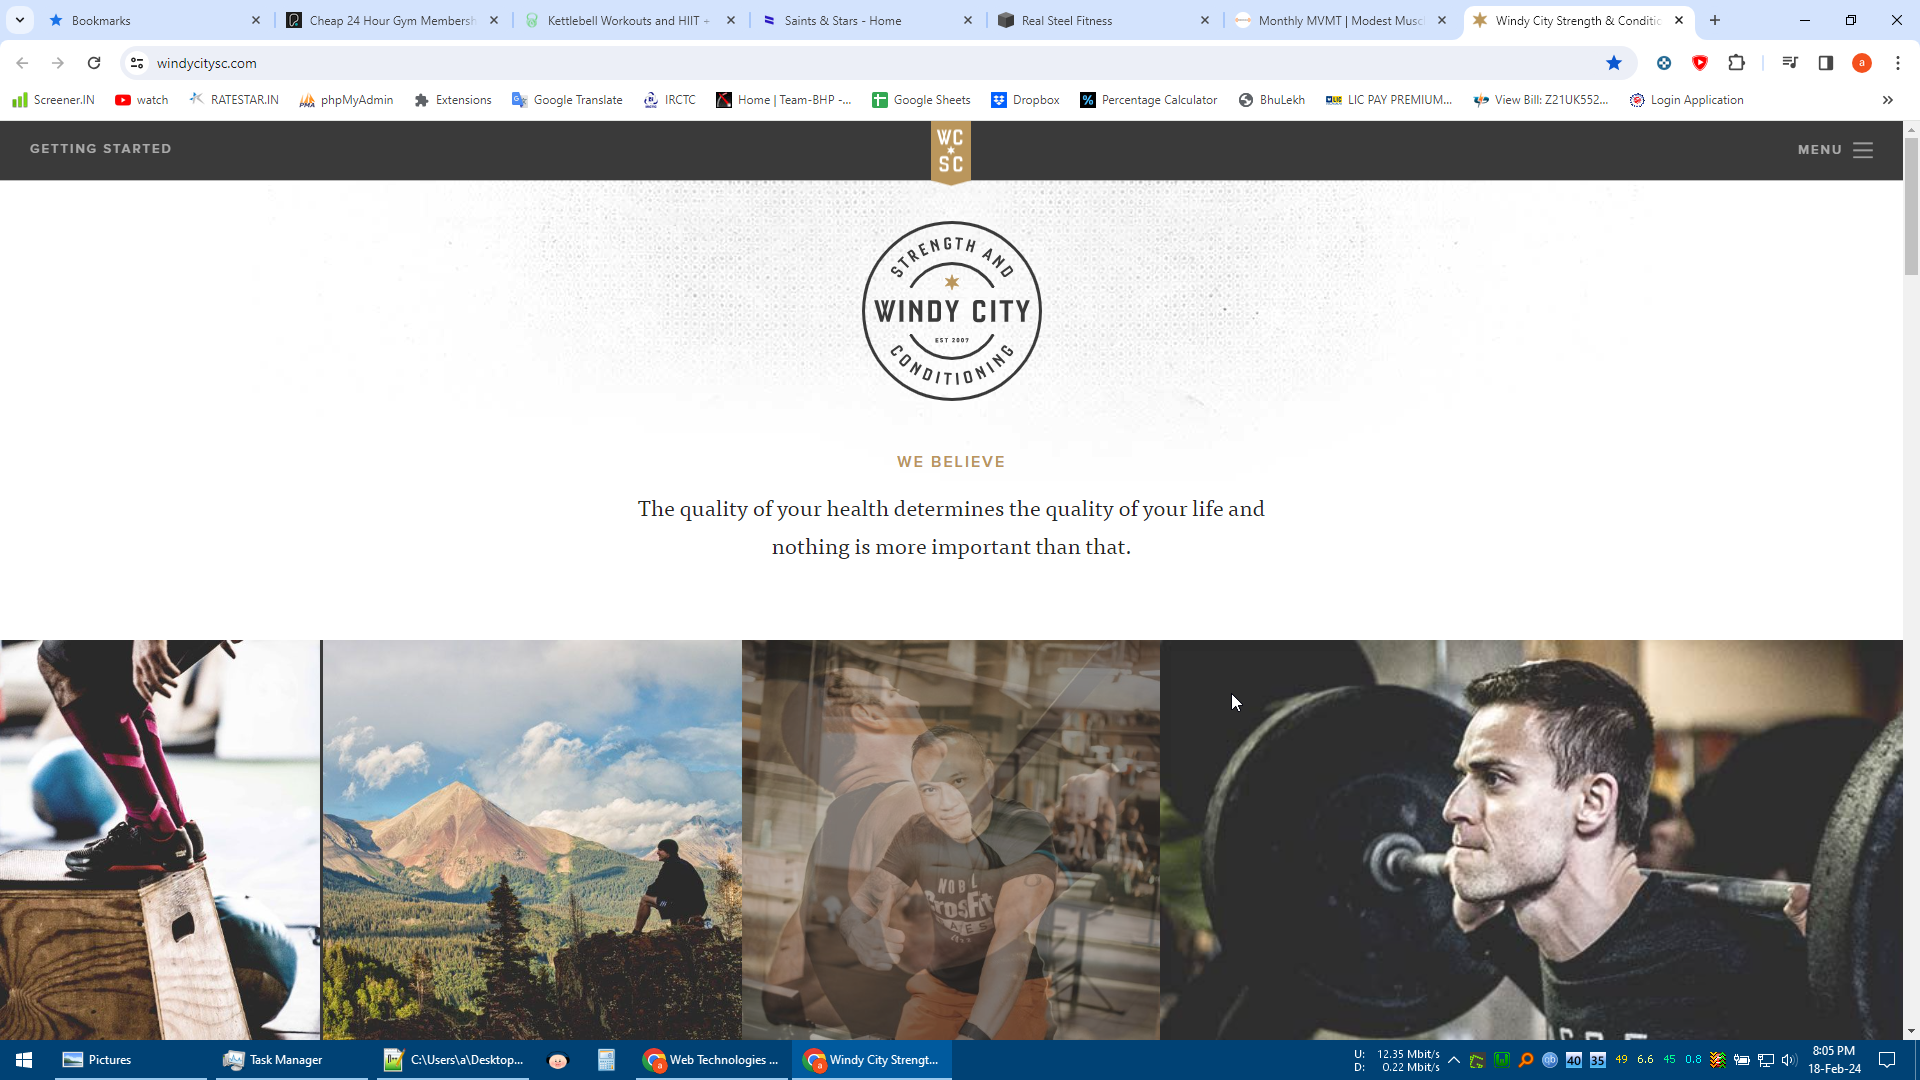 Bookmarks
Cheap 24 Hour Gym Membersh
Kettlebell Workouts and HIIT +
Saints & Stars - Home
Real Steel Fitness
Monthly MVMT | Modest Musc
Windy City Strength & Conditio
windycitysc.com
a
Screener.IN
watch
RATESTAR.IN
phpMyAdmin
Extensions
Google Translate
IRCTC
Home | Team-BHP -...
Google Sheets
Dropbox
Percentage Calculator
BhuLekh
LIC PAY PREMIUM...
View Bill: Z21UK552...
Login Application
GETTING STARTED
WC
SC
MENU
STRENGTH AND
WINDY CITY
EST 2007
CONDITIONING
WE BELIEVE
The quality of your health determines the quality of your life and
nothing is more important than that.
NOBL
CrossFit
Pictures
Task Manager
C:\Users\a\Desktop...
Web Technologies ...
Windy City Strengt...
U: 12.35 Mbit/s
D: 0.22 Mbit/s
40
35
49
6.6
45
0.8
8:05 PM
18-Feb-24